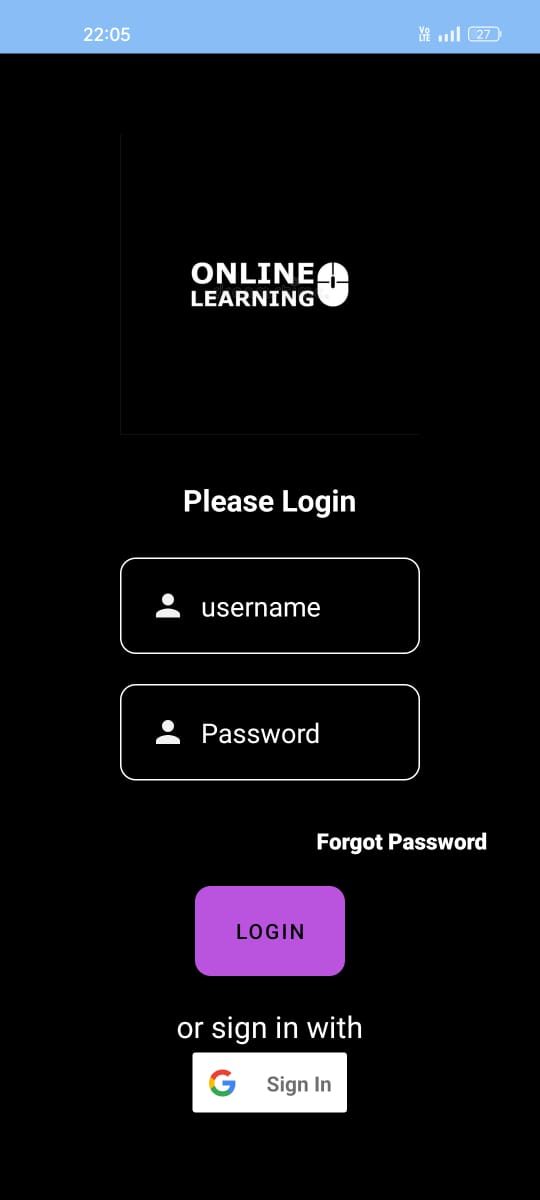 22:05
Vo
LTE
27
ONLINE
LEARNING
Please Login
username
Password
Forgot Password
LOGIN
or sign in with
Sign In